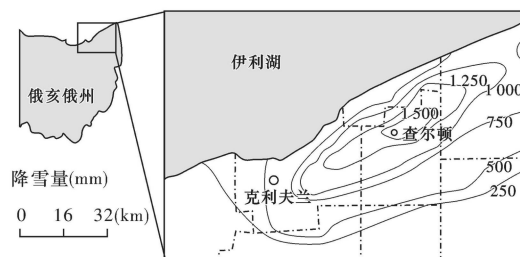 俄亥俄州
降雪量(mm)
0 16 32(km)
伊利湖
1 250
1 000
1 500
查尔顿
750
500
克利夫兰
250